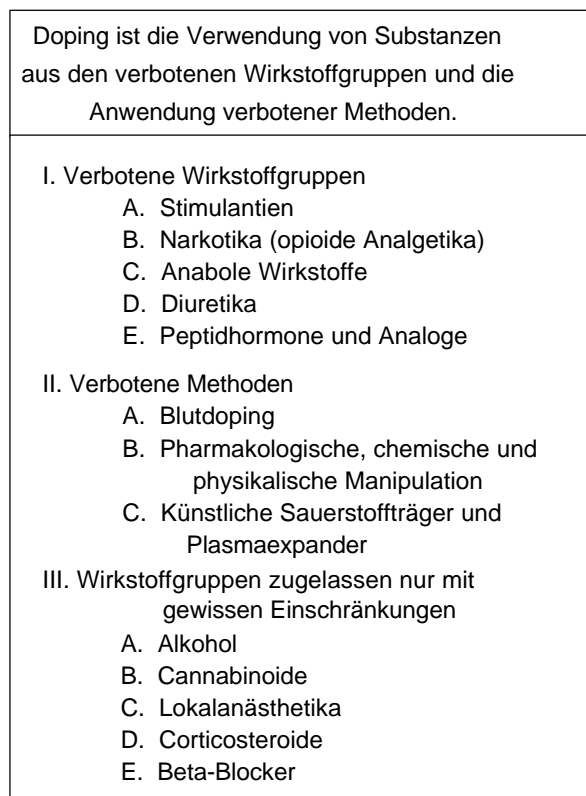 Doping ist die Verwendung von Substanzen
aus den verbotenen Wirkstoffgruppen und die
Anwendung verbotener Methoden.
I. Verbotene Wirkstoffgruppen
A. Stimulantien
B. Narkotika (opioide Analgetika)
C. Anabole Wirkstoffe
D. Diuretika
E. Peptidhormone und Analoge
II. Verbotene Methoden
A. Blutdoping
B. Pharmakologische, chemische und
physikalische Manipulation
C. Künstliche Sauerstoffträger und
Plasmaexpander
III. Wirkstoffgruppen zugelassen nur mit
gewissen Einschränkungen
A. Alkohol
B. Cannabinoide
C. Lokalanästhetika
D. Corticosteroide
E. Beta-Blocker